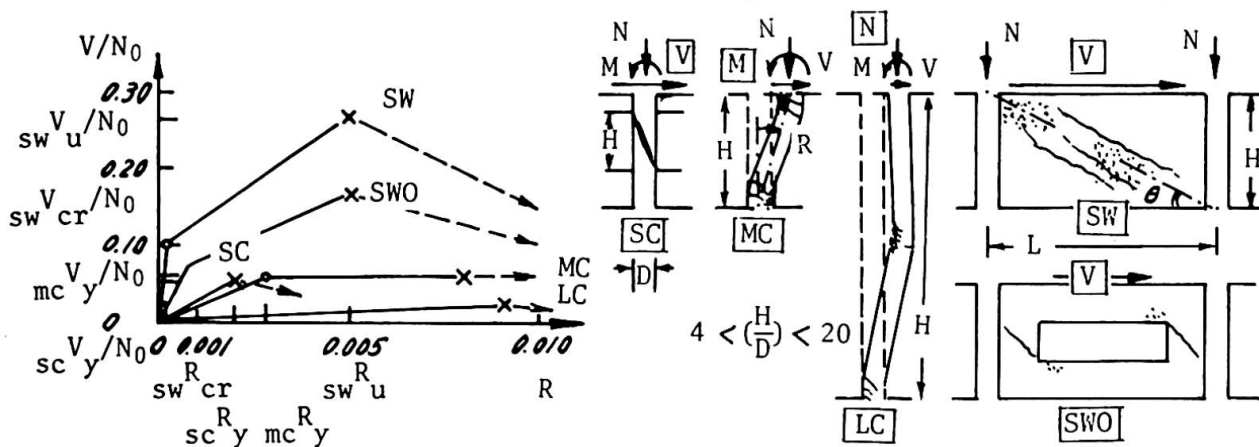 V/N₀
0.30
swVu/N₀
0.20
swVcr/N₀
0.10
mcVy/N₀
0
scVy/N₀
0 0.001 0.005 0.010
swRcr swRu R
scRy mcRy
SW
SWO
SC
MC
LC
N
M V
H
SC
D
N
M V
H R
MC
N
M V
H
LC
4 < (H/D) < 20
N V N
H
θ
SW
L
V
SWO